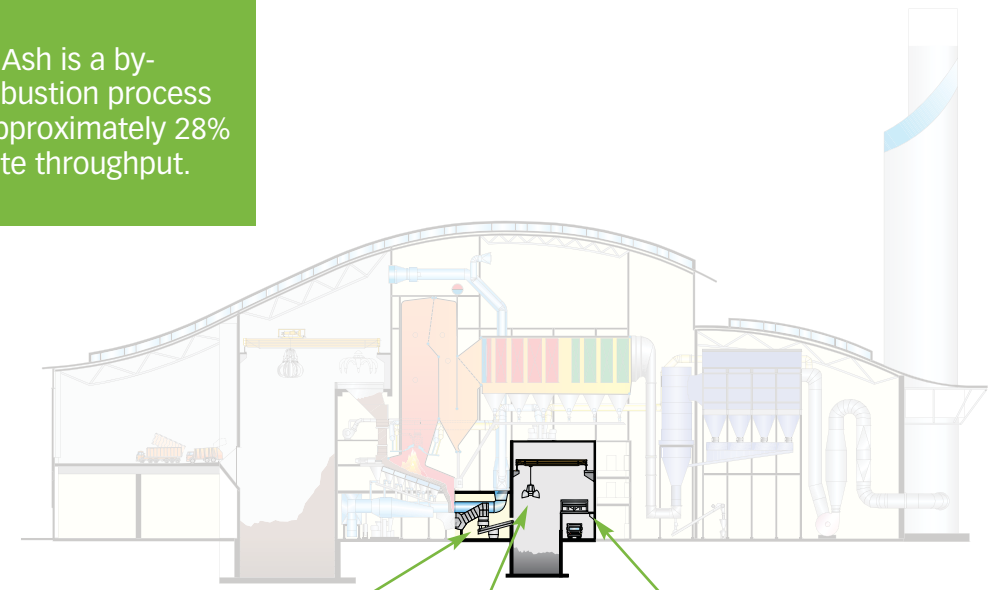 Ash is a by-
bustion process
pproximately 28%
te throughput.